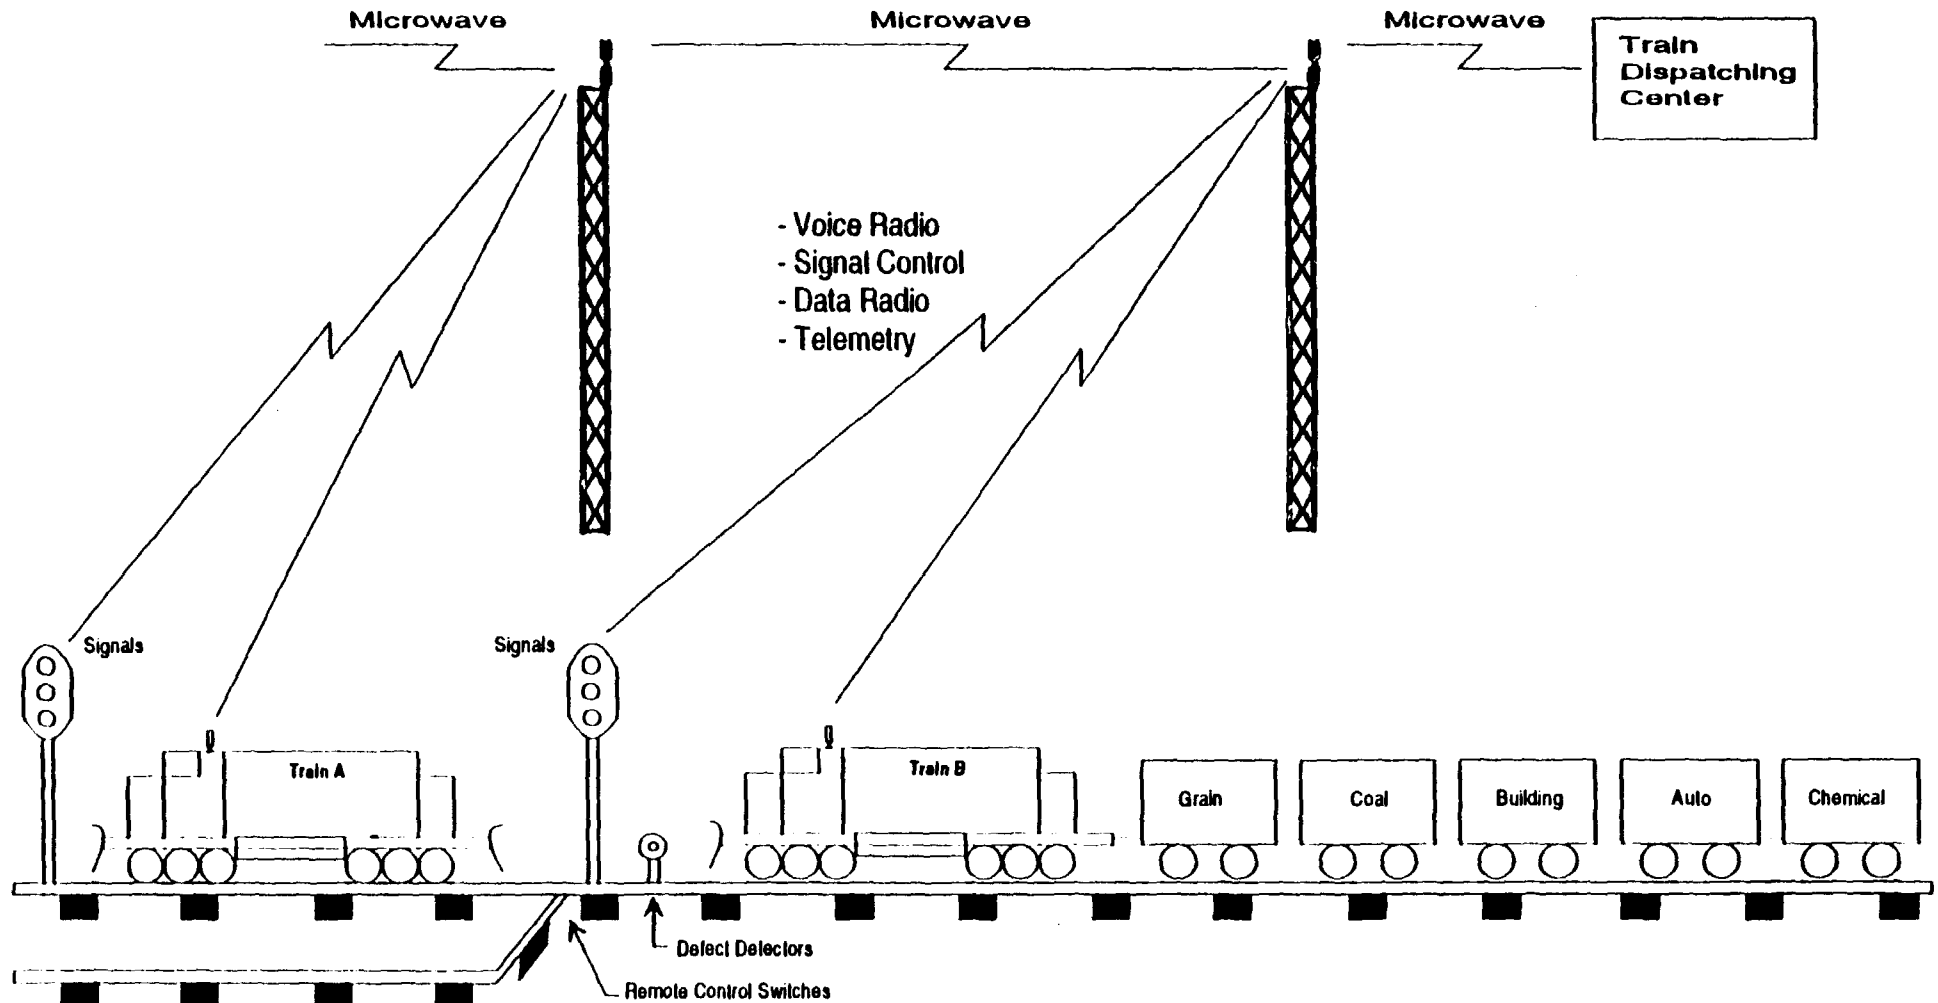 Microwave
Microwave
Microwave
Train
Dispatching
Center
- Voice Radio
- Signal Control
- Data Radio
- Telemetry
Signals
Signals
Train A
Train B
Grain
Coal
Building
Auto
Chemical
Defect Detectors
Remote Control Switches